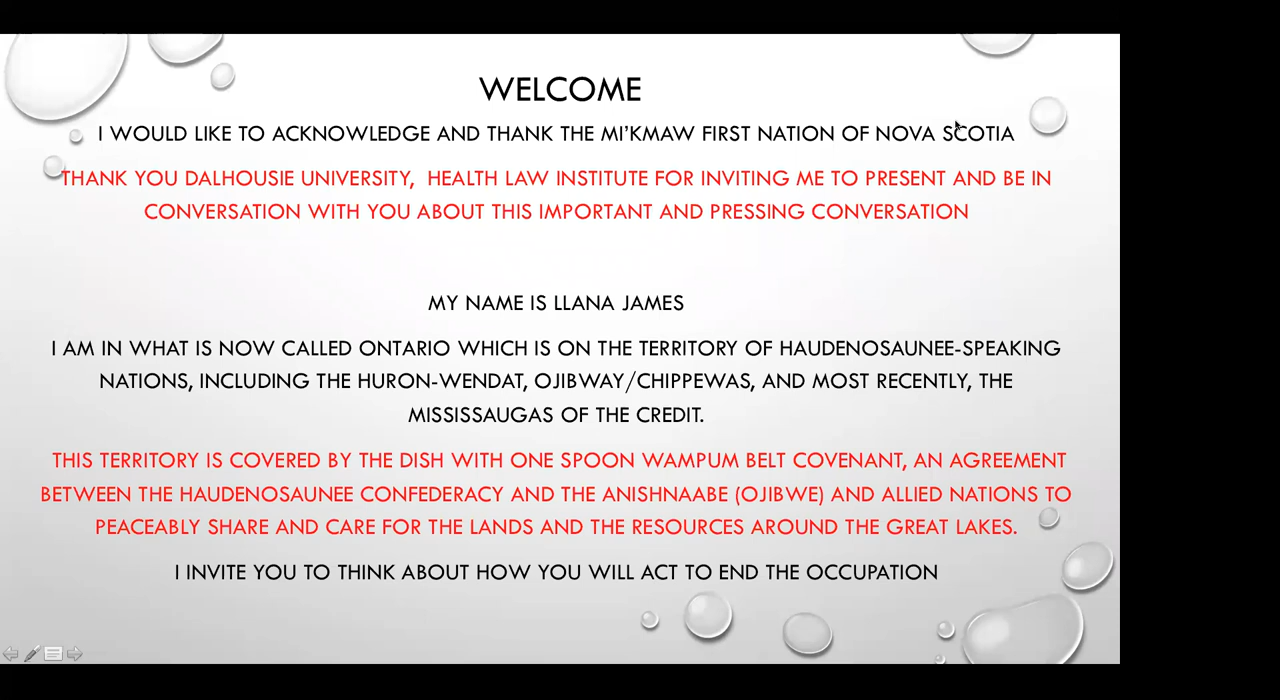 WELCOME
I WOULD LIKE TO ACKNOWLEDGE AND THANK THE MI’KMAW FIRST NATION OF NOVA SCOTIA
THANK YOU DALHOUSIE UNIVERSITY,  HEALTH LAW INSTITUTE FOR INVITING ME TO PRESENT AND BE IN
CONVERSATION WITH YOU ABOUT THIS IMPORTANT AND PRESSING CONVERSATION
MY NAME IS LLANA JAMES
I AM IN WHAT IS NOW CALLED ONTARIO WHICH IS ON THE TERRITORY OF HAUDENOSAUNEE-SPEAKING
NATIONS, INCLUDING THE HURON-WENDAT, OJIBWAY/CHIPPEWAS, AND MOST RECENTLY, THE
MISSISSAUGAS OF THE CREDIT.
THIS TERRITORY IS COVERED BY THE DISH WITH ONE SPOON WAMPUM BELT COVENANT, AN AGREEMENT
BETWEEN THE HAUDENOSAUNEE CONFEDERACY AND THE ANISHNAABE (OJIBWE) AND ALLIED NATIONS TO
PEACEABLY SHARE AND CARE FOR THE LANDS AND THE RESOURCES AROUND THE GREAT LAKES.
I INVITE YOU TO THINK ABOUT HOW YOU WILL ACT TO END THE OCCUPATION